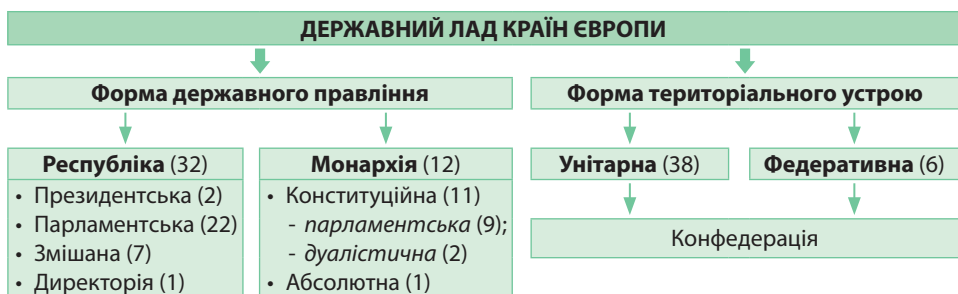 ДЕРЖАВНИЙ ЛАД КРАЇН ЄВРОПИ
Форма державного правління
Республіка (32)
• Президентська (2)
• Парламентська (22)
• Змішана (7)
• Директорія (1)
Монархія (12)
• Конституційна (11)
- парламентська (9);
- дуалістична (2)
• Абсолютна (1)
Форма територіального устрою
Унітарна (38)
Федеративна (6)
Конфедерація